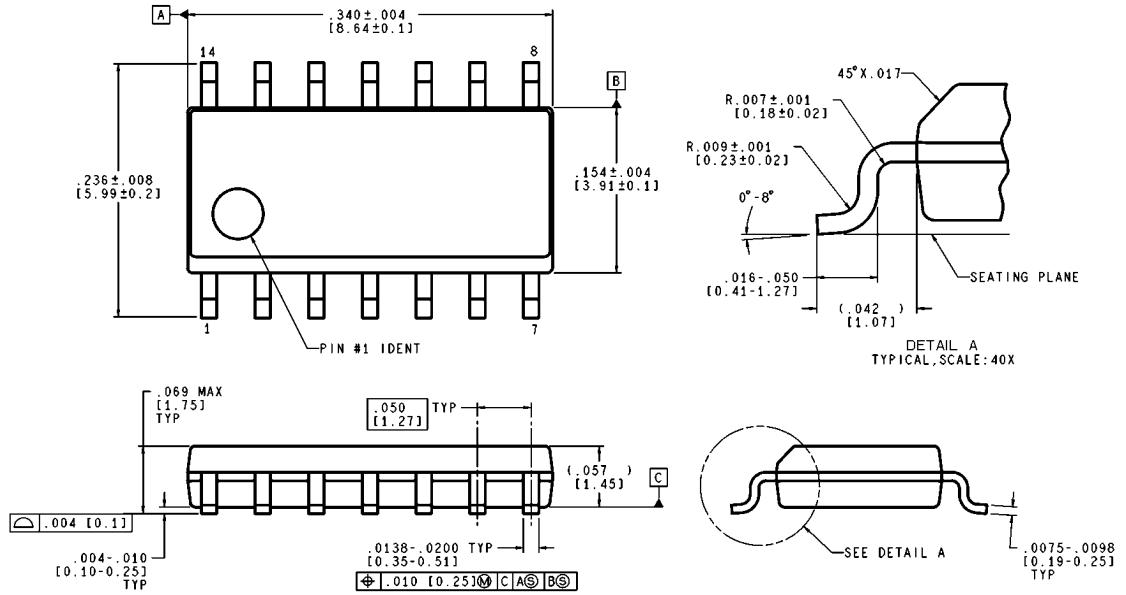 A
.340±.004
[8.64±0.1]
14
8
B
.236±.008
[5.99±0.2]
.154±.004
[3.91±0.1]
1
7
PIN #1 IDENT
45°X.017
R.007±.001
[0.18±0.02]
R.009±.001
[0.23±0.02]
0°-8°
SEATING PLANE
.016-.050
[0.41-1.27]
(.042)
[1.07]
DETAIL A
TYPICAL,SCALE:40X
.069 MAX
[1.75]
TYP
.050
[1.27]
TYP
(.057)
[1.45]
C
⌓ .004 [0.1]
.004-.010
[0.10-0.25]
TYP
.0138-.0200 TYP
[0.35-0.51]
⌖ .010 [0.25]Ⓜ C AⓈ BⓈ
SEE DETAIL A
.0075-.0098
[0.19-0.25]
TYP